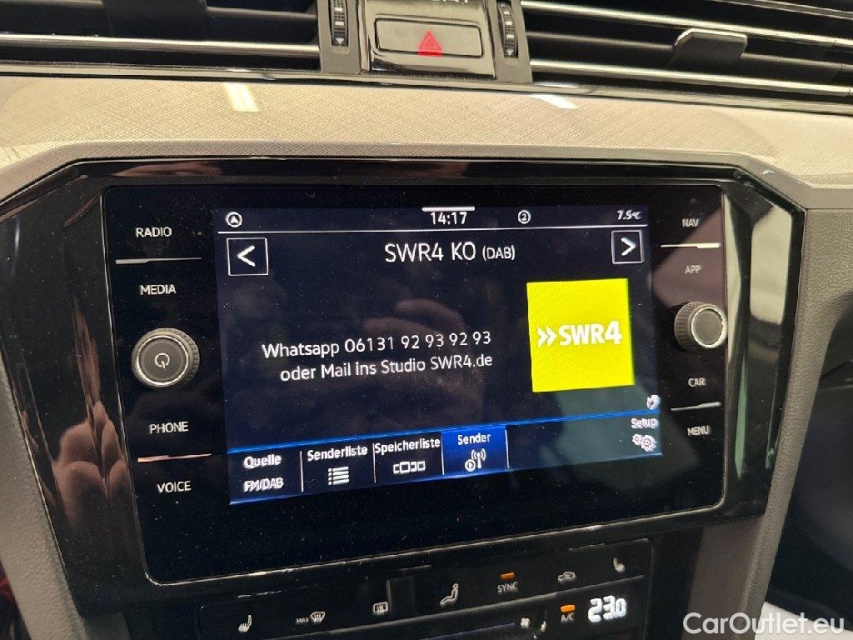 RADIO
MEDIA
PHONE
VOICE
14:17
2
7.5°C
SWR4 KO (DAB)
Whatsapp 06131 92 93 92 93
oder Mail ins Studio SWR4.de
SWR4
Quelle
FM/DAB
Senderliste
Speicherliste
Sender
Setup
NAV
APP
CAR
MENU
MAX
SYNC
A/C
23.0
CarOutlet.eu